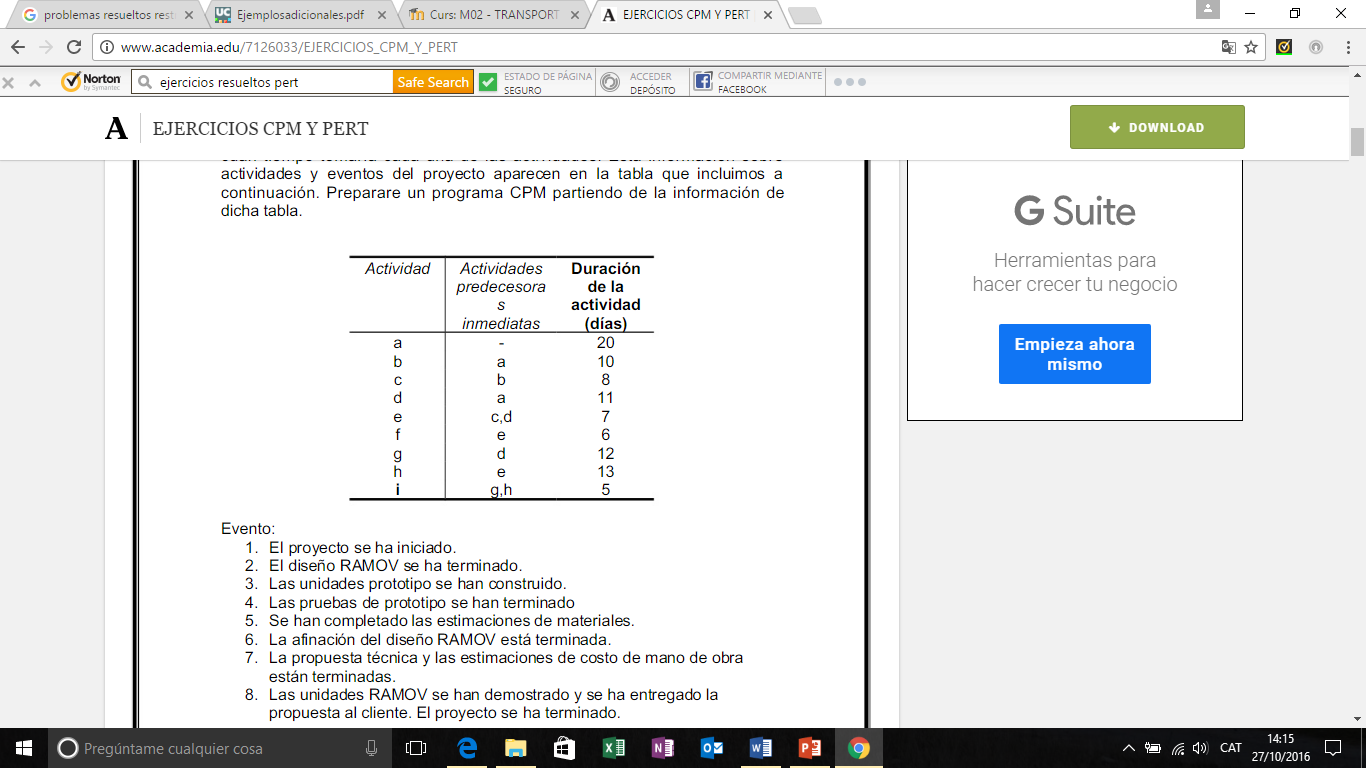 problemas resueltos rest
Ejemplosadicionales.pdf
Curs: M02 - TRANSPORT
EJERCICIOS CPM Y PERT
www.academia.edu/7126033/EJERCICIOS_CPM_Y_PERT
Norton
by Symantec
ejercicios resueltos pert
Safe Search
ESTADO DE PÁGINA
SEGURO
ACCEDER
DEPÓSITO
COMPARTIR MEDIANTE
FACEBOOK
A EJERCICIOS CPM Y PERT
DOWNLOAD
actividades y eventos del proyecto aparecen en la tabla que incluimos a
continuación. Preparare un programa CPM partiendo de la información de
dicha tabla.
Actividad
Actividades
predecesora
s
inmediatas
Duración
de la
actividad
(días)
a - 20
b a 10
c b 8
d a 11
e c,d 7
f e 6
g d 12
h e 13
i g,h 5
Evento:
1. El proyecto se ha iniciado.
2. El diseño RAMOV se ha terminado.
3. Las unidades prototipo se han construido.
4. Las pruebas de prototipo se han terminado
5. Se han completado las estimaciones de materiales.
6. La afinación del diseño RAMOV está terminada.
7. La propuesta técnica y las estimaciones de costo de mano de obra
están terminadas.
8. Las unidades RAMOV se han demostrado y se ha entregado la
propuesta al cliente. El proyecto se ha terminado.
G Suite
Herramientas para
hacer crecer tu negocio
Empieza ahora
mismo
Pregúntame cualquier cosa
CAT
14:15
27/10/2016